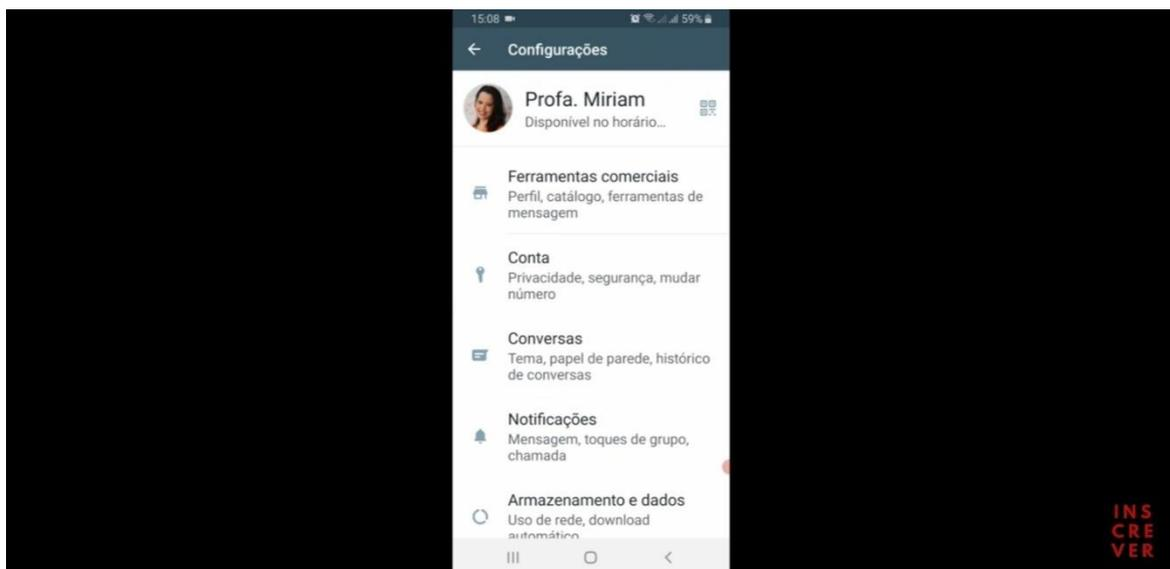 15:08
59%
Configurações
Profa. Miriam
Disponível no horário...
Ferramentas comerciais
Perfil, catálogo, ferramentas de
mensagem
Conta
Privacidade, segurança, mudar
número
Conversas
Tema, papel de parede, histórico
de conversas
Notificações
Mensagem, toques de grupo,
chamada
Armazenamento e dados
Uso de rede, download
automático
INS
CRE
VER